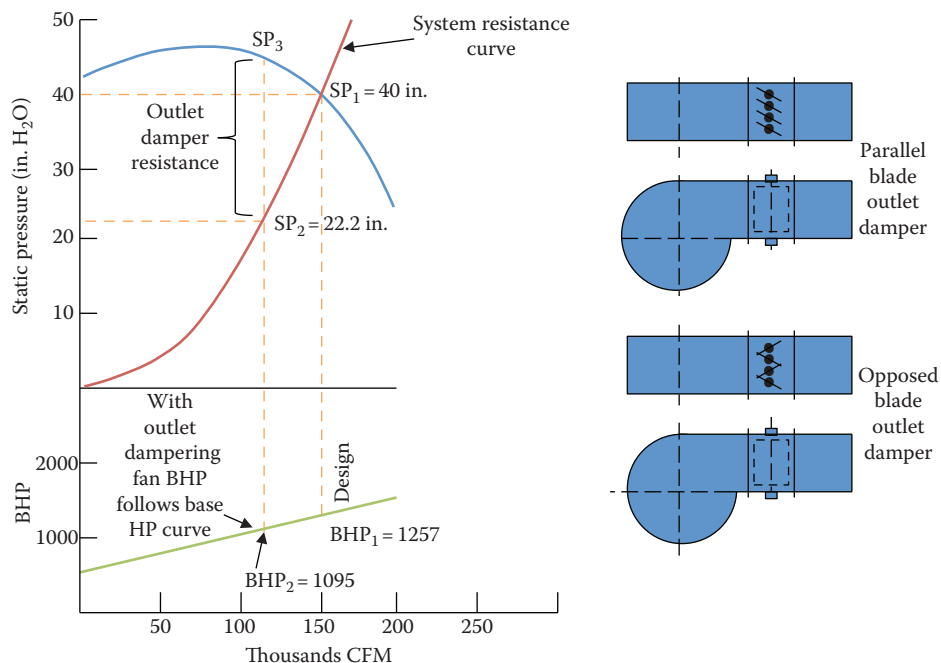 50
40
30
20
10
Static pressure (in. H₂O)
SP₃
System resistance
curve
SP₁ = 40 in.
Outlet
damper
resistance
SP₂ = 22.2 in.
With
outlet
dampering
fan BHP
follows base
HP curve
Design
2000
1000
BHP
BHP₁ = 1257
BHP₂ = 1095
50
100
150
200
250
Thousands CFM
Parallel
blade
outlet
damper
Opposed
blade
outlet
damper